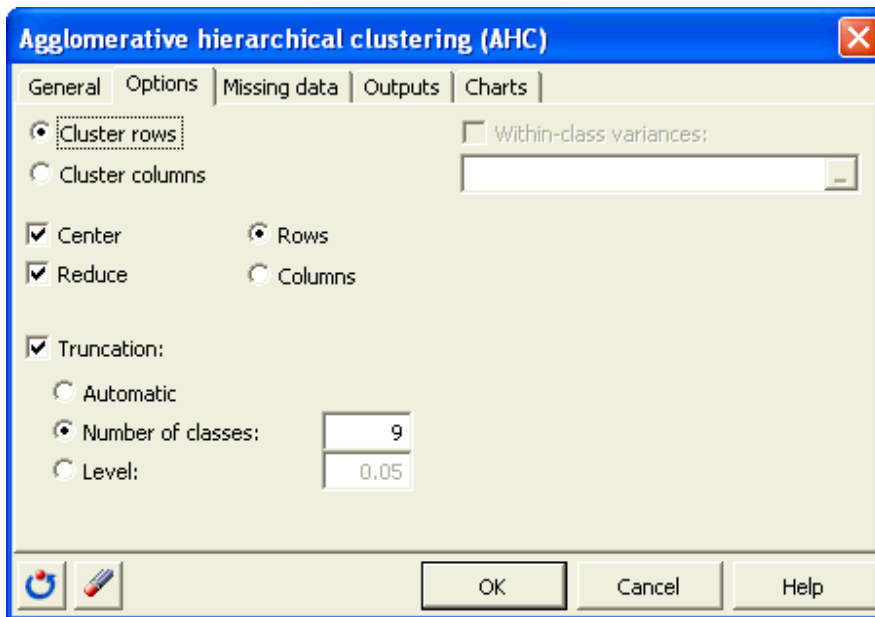 Agglomerative hierarchical clustering (AHC)
General Options Missing data Outputs Charts
Cluster rows Within-class variances:
Cluster columns _
Center Rows
Reduce Columns
Truncation:
Automatic
Number of classes: 9
Level: 0.05
OK Cancel Help